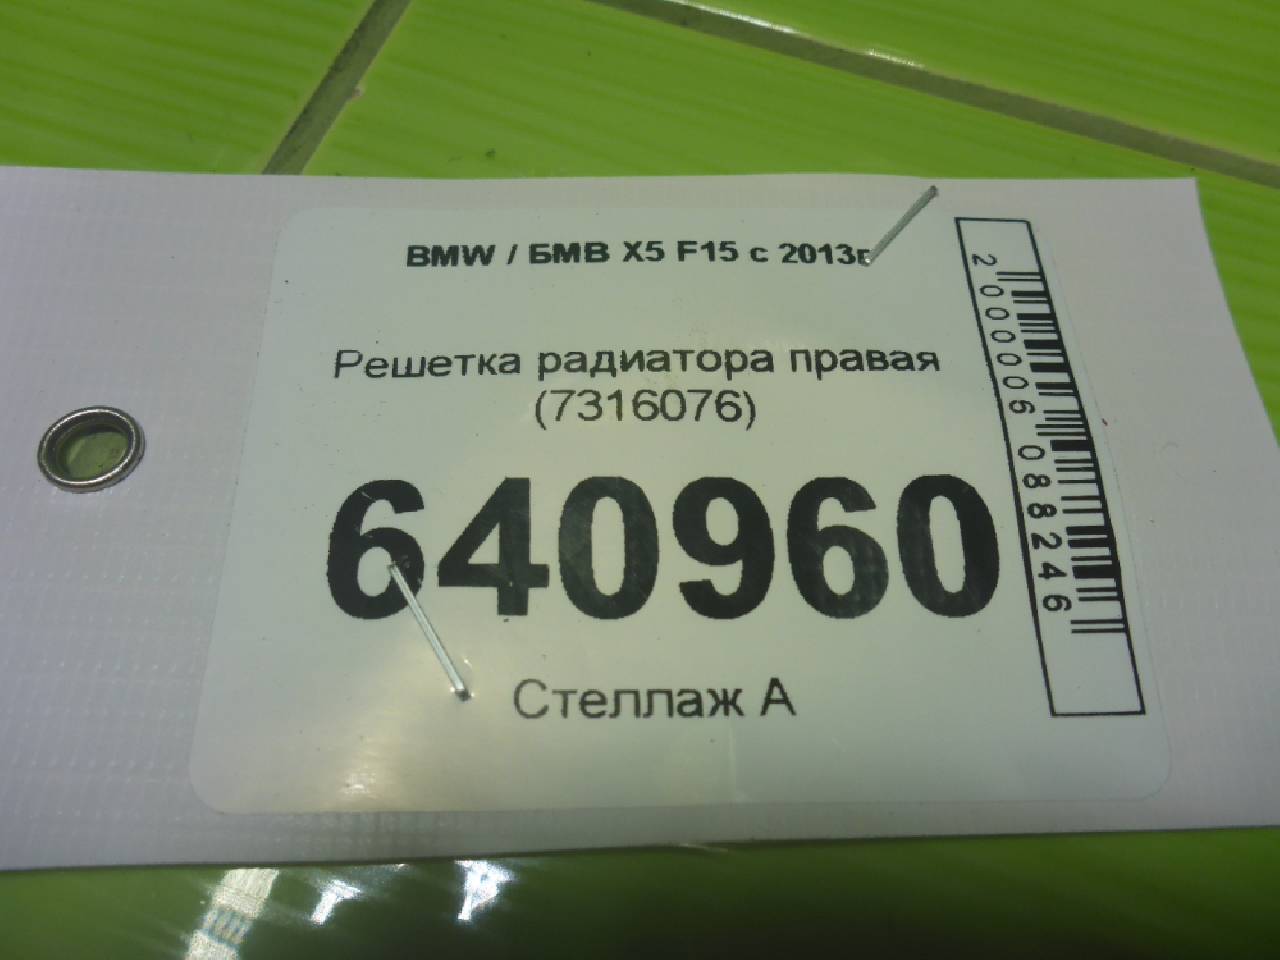 BMW / БМВ X5 F15 с 2013г
Решетка радиатора правая
(7316076)
640960
Стеллаж А
2000006088246